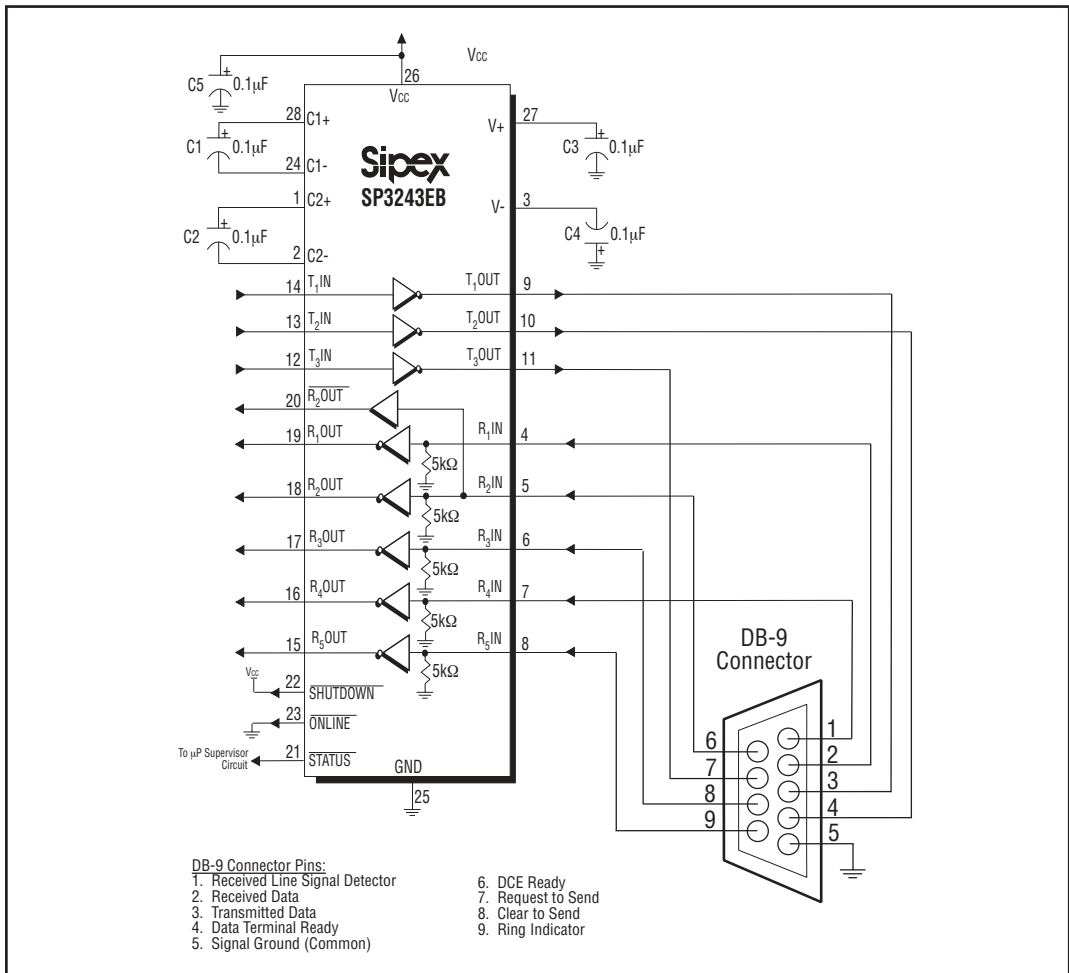 VCC
C5 + 0.1µF
26
VCC
28 C1+
C1 + 0.1µF
24 C1-
1 C2+
C2 + 0.1µF
2 C2-
V+ 27
C3 + 0.1µF
V- 3
C4 0.1µF +
Sipex
SP3243EB
14 T1IN T1OUT 9
13 T2IN T2OUT 10
12 T3IN T3OUT 11
20 R2OUT
19 R1OUT R1IN 4
5kΩ
18 R2OUT R2IN 5
5kΩ
17 R3OUT R3IN 6
5kΩ
16 R4OUT R4IN 7
5kΩ
15 R5OUT R5IN 8
5kΩ
VCC
22 SHUTDOWN
23 ONLINE
To µP Supervisor
Circuit
21 STATUS
GND
25
DB-9
Connector
6
7
8
9
1
2
3
4
5
DB-9 Connector Pins:
1. Received Line Signal Detector
2. Received Data
3. Transmitted Data
4. Data Terminal Ready
5. Signal Ground (Common)
6. DCE Ready
7. Request to Send
8. Clear to Send
9. Ring Indicator